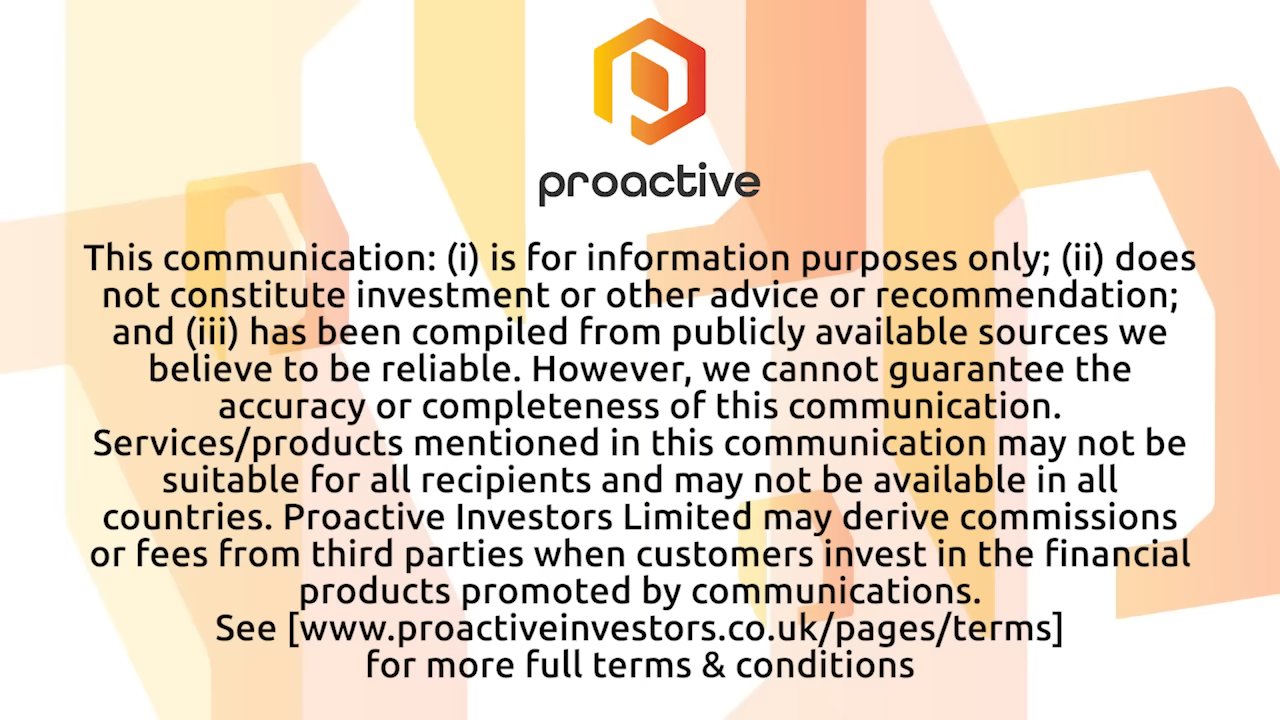 proactive
This communication: (i) is for information purposes only; (ii) does
not constitute investment or other advice or recommendation;
and (iii) has been compiled from publicly available sources we
believe to be reliable. However, we cannot guarantee the
accuracy or completeness of this communication.
Services/products mentioned in this communication may not be
suitable for all recipients and may not be available in all
countries. Proactive Investors Limited may derive commissions
or fees from third parties when customers invest in the financial
products promoted by communications.
See [www.proactiveinvestors.co.uk/pages/terms]
for more full terms & conditions